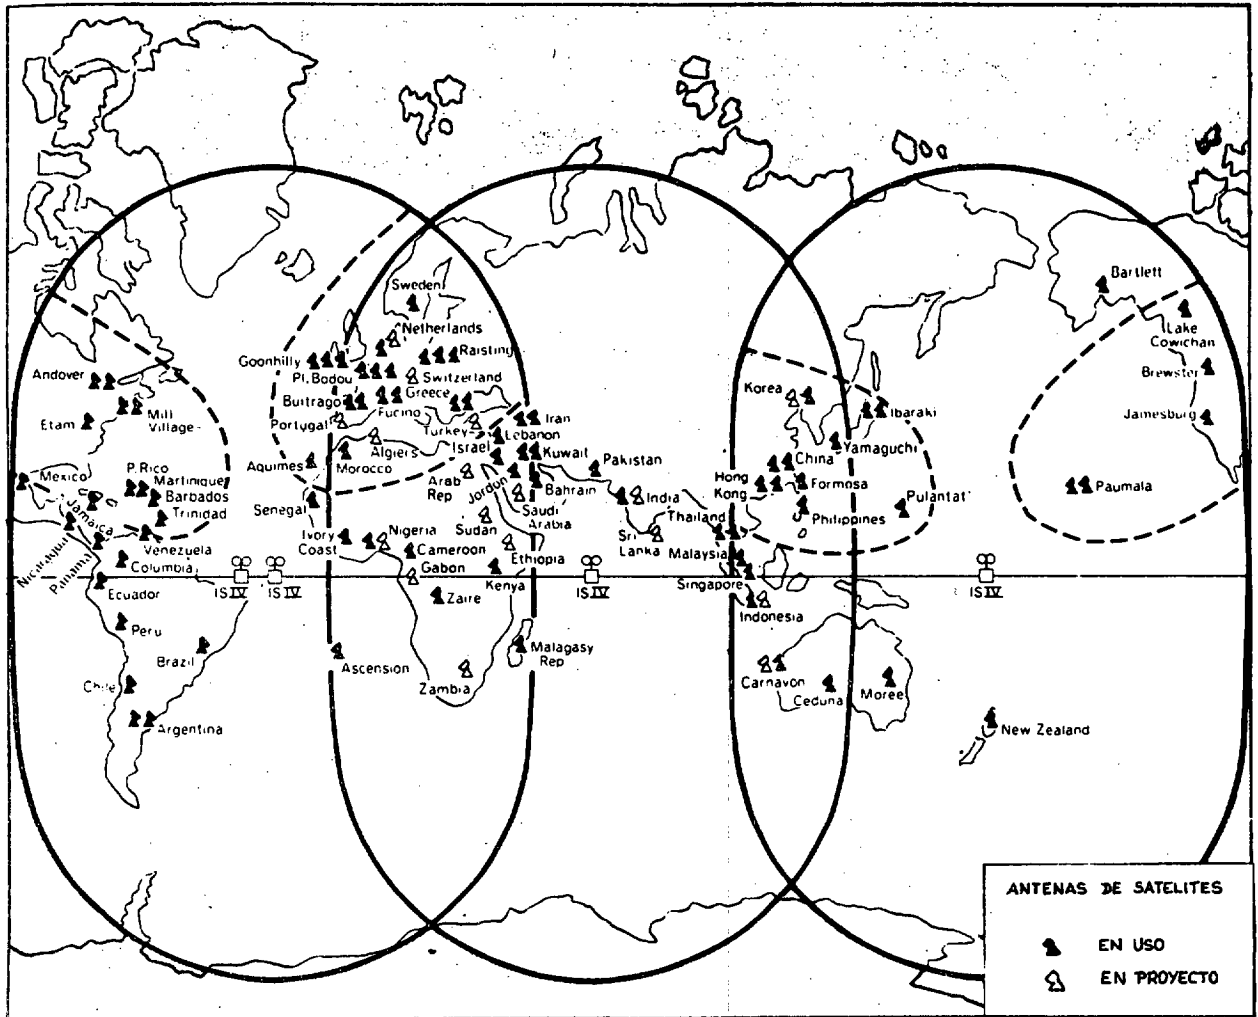 Bartlett
Sweden
Lake
Cowichan
Netherlands
Goonhilly
Raisting
Pl. Bodou
Switzerland
Brewster
Andover
Korea
Buitrago
Greece
Fucino
Ibaraki
Jamesburg
Mill
Village
Etam
Portugal
Turkey
Iran
Lebanon
Yamaguchi
Algiers
Israel
Kuwait
China
Aquimes
Morocco
Pakistan
Mexico
P. Rico
Martinique
Arab
Rep
Jordun
Bahrain
Hong
Kong
Formosa
Paumala
Barbados
India
Saudi
Arabia
Pulantat
Senegal
Jamaica
Trinidad
Sudan
Thailand
Philippines
Ivory
Coast
Nigeria
Sri
Lanka
Nicaragua
Panama
Venezuela
Cameroon
Ethiopia
Malaysia
Columbia
Gabon
Kenya
Singapore
Ecuador
IS IV
IS IV
Zaire
IS IV
IS IV
Indonesia
Peru
Brazil
Ascension
Malagasy
Rep
Carnavon
Chile
Zambia
Ceduna
Moree
Argentina
New Zealand
ANTENAS DE SATELITES
EN USO
EN PROYECTO